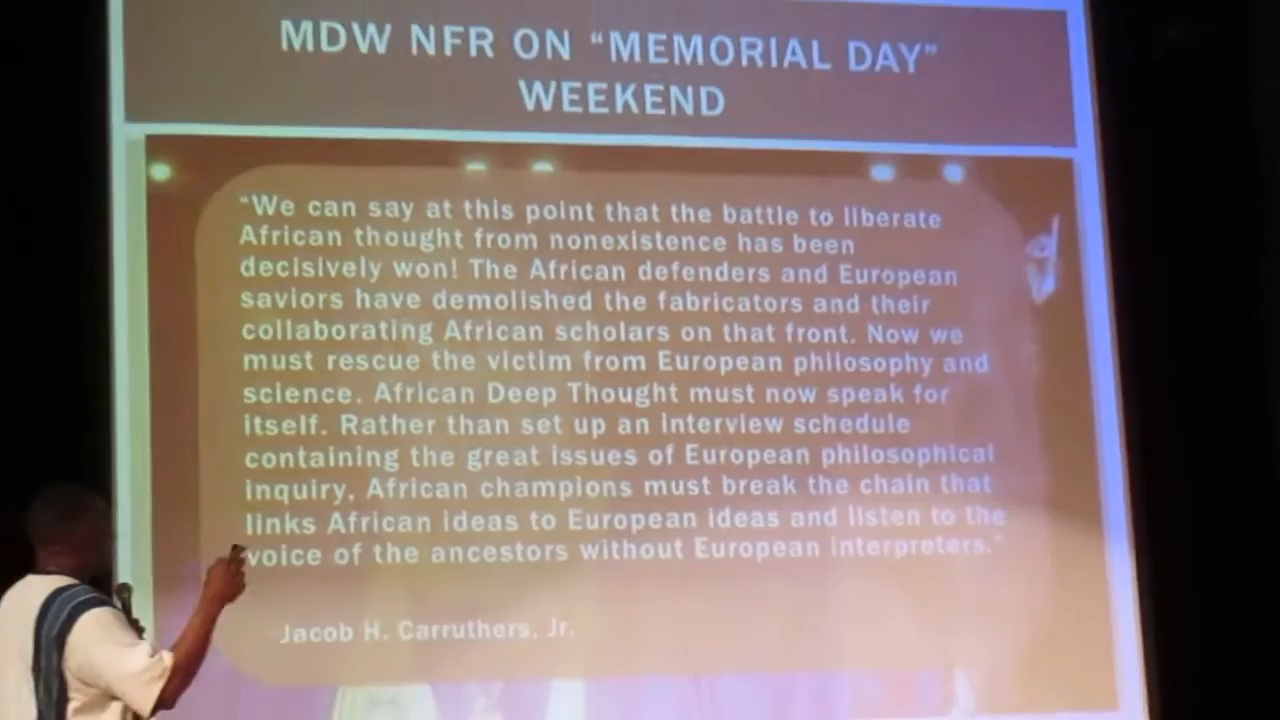 MDW NFR ON “MEMORIAL DAY”
WEEKEND
“We can say at this point that the battle to liberate
African thought from nonexistence has been
decisively won! The African defenders and European
saviors have demolished the fabricators and their
collaborating African scholars on that front. Now we
must rescue the victim from European philosophy and
science. African Deep Thought must now speak for
itself. Rather than set up an interview schedule
containing the great issues of European philosophical
inquiry, African champions must break the chain that
links African ideas to European ideas and listen to the
voice of the ancestors without European interpreters.”
Jacob H. Carruthers, Jr.